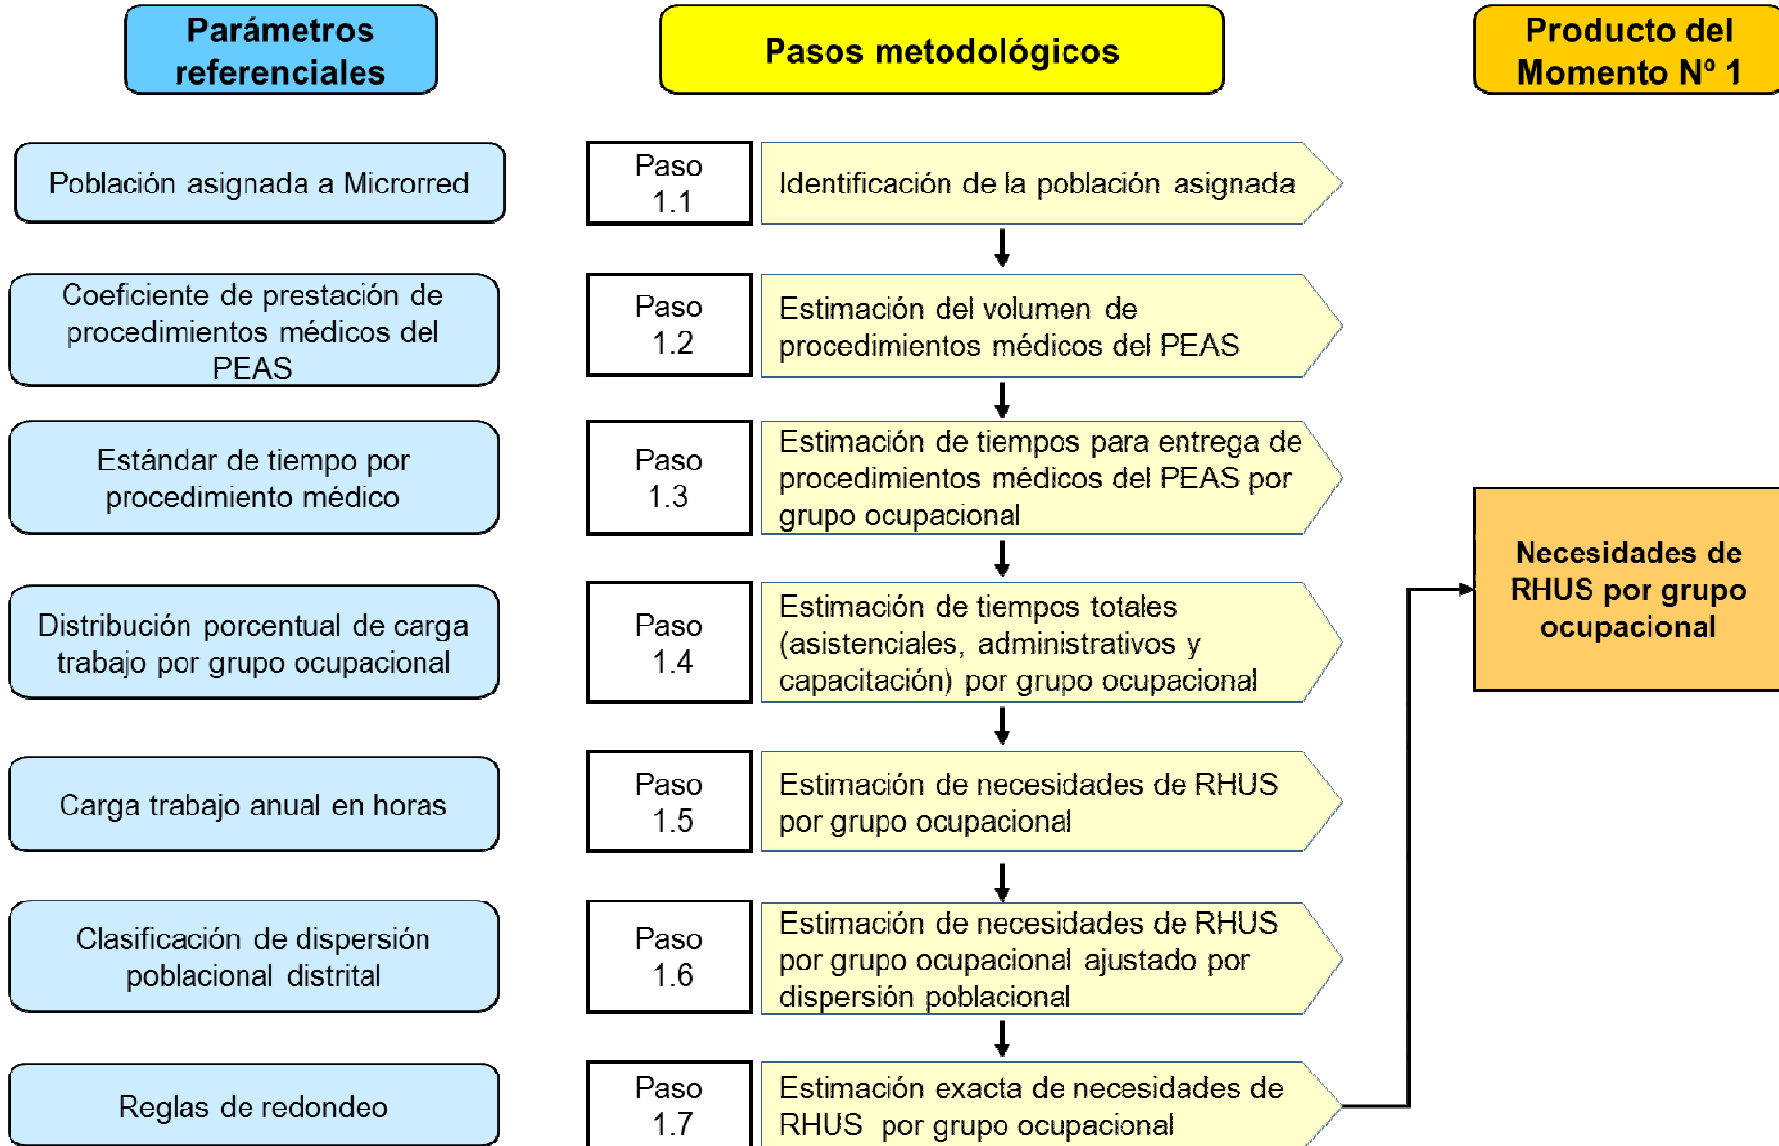 Parámetros
referenciales
Pasos metodológicos
Producto del
Momento Nº 1
Población asignada a Microrred
Paso
1.1
Identificación de la población asignada
Coeficiente de prestación de
procedimientos médicos del
PEAS
Paso
1.2
Estimación del volumen de
procedimientos médicos del PEAS
Estándar de tiempo por
procedimiento médico
Paso
1.3
Estimación de tiempos para entrega de
procedimientos médicos del PEAS por
grupo ocupacional
Distribución porcentual de carga
trabajo por grupo ocupacional
Paso
1.4
Estimación de tiempos totales
(asistenciales, administrativos y
capacitación) por grupo ocupacional
Necesidades de
RHUS por grupo
ocupacional
Carga trabajo anual en horas
Paso
1.5
Estimación de necesidades de RHUS
por grupo ocupacional
Clasificación de dispersión
poblacional distrital
Paso
1.6
Estimación de necesidades de RHUS
por grupo ocupacional ajustado por
dispersión poblacional
Reglas de redondeo
Paso
1.7
Estimación exacta de necesidades de
RHUS por grupo ocupacional